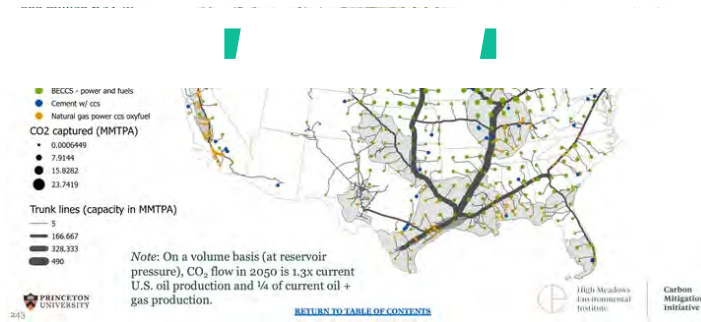 BECCS - power and fuels
Cement w/ ccs
Natural gas power ccs oxyfuel
CO2 captured (MMTPA)
0.0006449
7.9144
15.8282
23.7419
Trunk lines (capacity in MMTPA)
5
166.667
328.333
490
Note: On a volume basis (at reservoir
pressure), CO₂ flow in 2050 is 1.3x current
U.S. oil production and ¼ of current oil +
gas production.
PRINCETON
UNIVERSITY
High Meadows
Environmental
Institute
Carbon
Mitigation
Initiative
RETURN TO TABLE OF CONTENTS
243